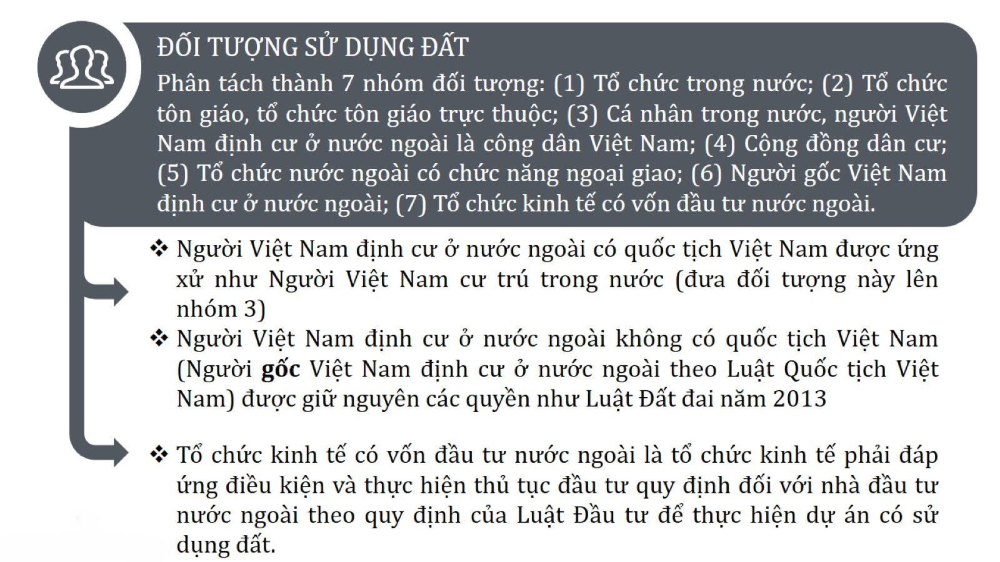 ĐỐI TƯỢNG SỬ DỤNG ĐẤT
Phân tách thành 7 nhóm đối tượng: (1) Tổ chức trong nước; (2) Tổ chức
tôn giáo, tổ chức tôn giáo trực thuộc; (3) Cá nhân trong nước, người Việt
Nam định cư ở nước ngoài là công dân Việt Nam; (4) Cộng đồng dân cư;
(5) Tổ chức nước ngoài có chức năng ngoại giao; (6) Người gốc Việt Nam
định cư ở nước ngoài; (7) Tổ chức kinh tế có vốn đầu tư nước ngoài.
❖ Người Việt Nam định cư ở nước ngoài có quốc tịch Việt Nam được ứng
xử như Người Việt Nam cư trú trong nước (đưa đối tượng này lên
nhóm 3)
❖ Người Việt Nam định cư ở nước ngoài không có quốc tịch Việt Nam
(Người gốc Việt Nam định cư ở nước ngoài theo Luật Quốc tịch Việt
Nam) được giữ nguyên các quyền như Luật Đất đai năm 2013
❖ Tổ chức kinh tế có vốn đầu tư nước ngoài là tổ chức kinh tế phải đáp
ứng điều kiện và thực hiện thủ tục đầu tư quy định đối với nhà đầu tư
nước ngoài theo quy định của Luật Đầu tư để thực hiện dự án có sử
dụng đất.